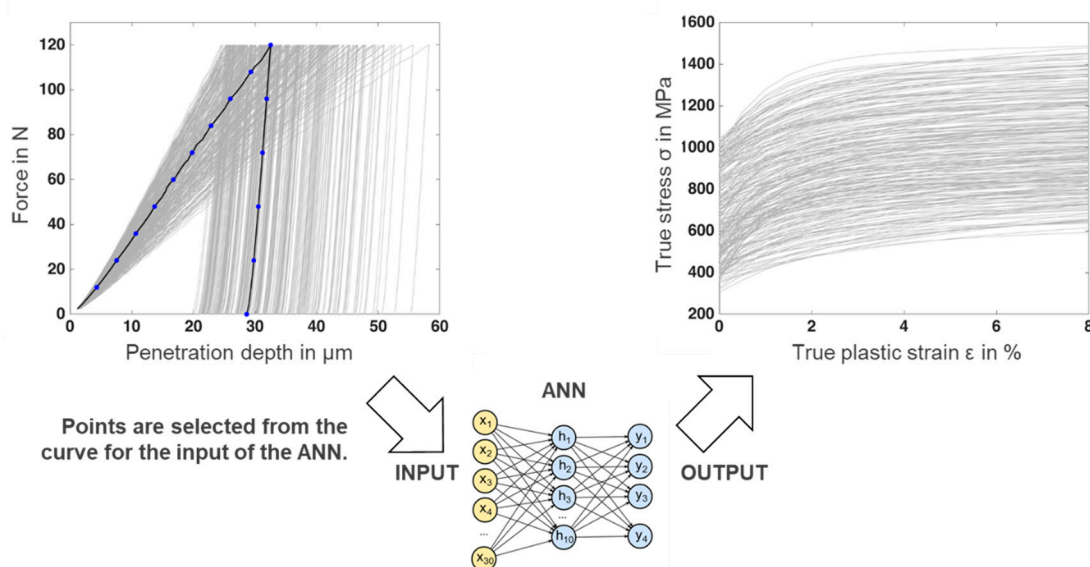 120
100
80
60
40
20
0
Force in N
0 10 20 30 40 50 60
Penetration depth in µm
1600
1400
1200
1000
800
600
400
200
True stress σ in MPa
0 2 4 6 8
True plastic strain ε in %
Points are selected from the
curve for the input of the ANN.
INPUT
ANN
x1
x2
x3
x4
...
x30
h1
h2
h3
...
h10
y1
y2
y3
y4
OUTPUT